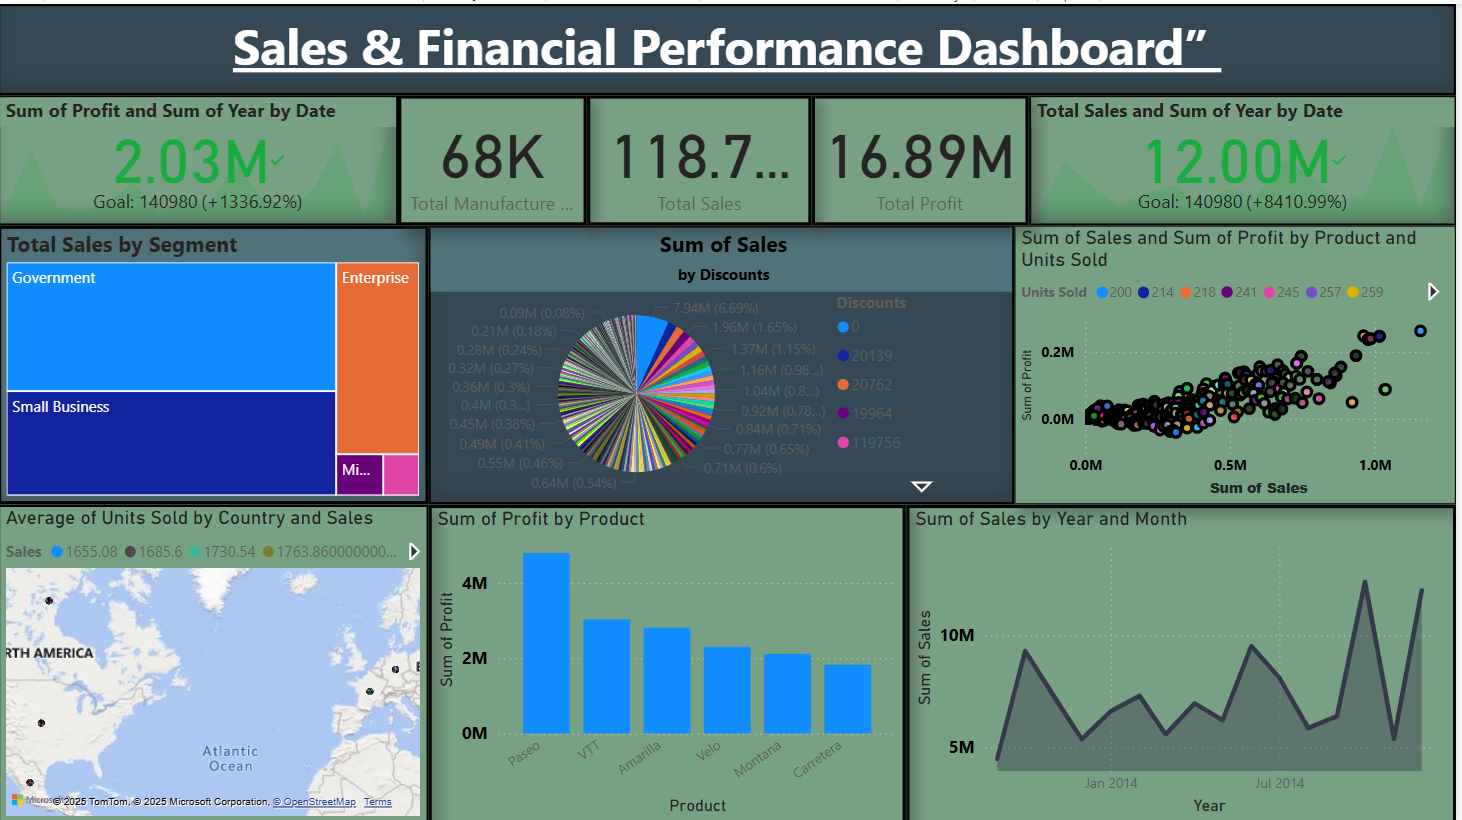 Sales & Financial Performance Dashboard”
Sum of Profit and Sum of Year by Date
2.03M
Goal: 140980 (+1336.92%)
68K
Total Manufacture ...
118.7...
Total Sales
16.89M
Total Profit
Total Sales and Sum of Year by Date
12.00M
Goal: 140980 (+8410.99%)
Total Sales by Segment
Government
Enterprise
Small Business
Mi...
Sum of Sales
by Discounts
0.09M (0.08%)
0.21M (0.18%)
0.28M (0.24%)
0.32M (0.27%)
0.36M (0.3%)
0.4M (0.3...)
0.45M (0.38%)
0.49M (0.41%)
0.55M (0.46%)
0.64M (0.54%)
7.94M (6.69%)
1.96M (1.65%)
1.37M (1.15%)
1.16M (0.98...)
1.04M (0.8...)
0.92M (0.78...)
0.84M (0.71%)
0.77M (0.65%)
0.71M (0.6%)
Discounts
0
20139
20762
19964
119756
Sum of Sales and Sum of Profit by Product and
Units Sold
Units Sold 200 214 218 241 245 257 259
Sum of Profit
0.2M
0.0M
0.0M 0.5M 1.0M
Sum of Sales
Average of Units Sold by Country and Sales
Sales 1655.08 1685.6 1730.54 1763.860000000...
RTH AMERICA
E
Atlantic
Ocean
© 2025 TomTom, © 2025 Microsoft Corporation, © OpenStreetMap Terms
Sum of Profit by Product
Sum of Profit
4M
2M
0M
Paseo
VTT
Amarilla
Velo
Montana
Carretera
Product
Sum of Sales by Year and Month
Sum of Sales
10M
5M
Jan 2014 Jul 2014
Year